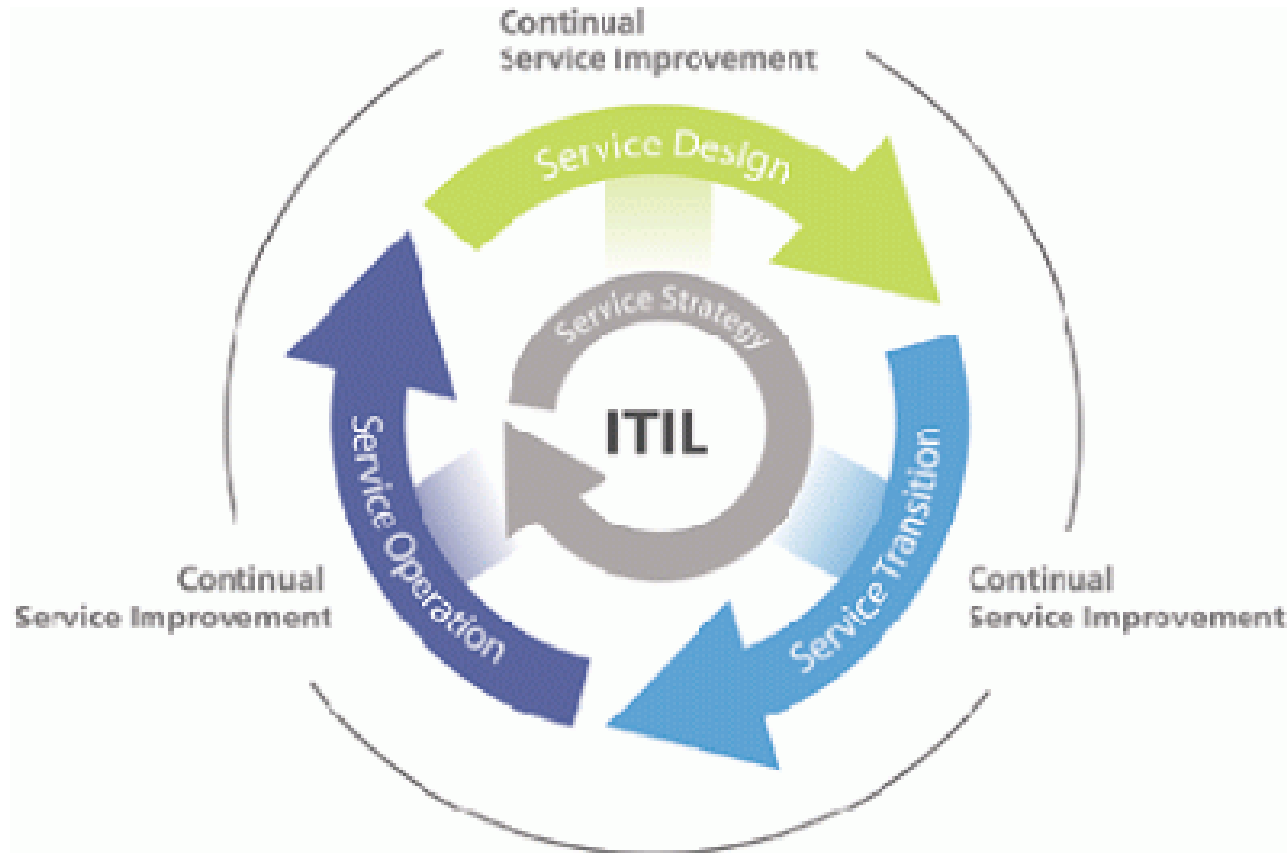 Continual
Service Improvement
Service Design
Service Strategy
ITIL
Service Operation
Service Transition
Continual
Service Improvement
Continual
Service Improvement